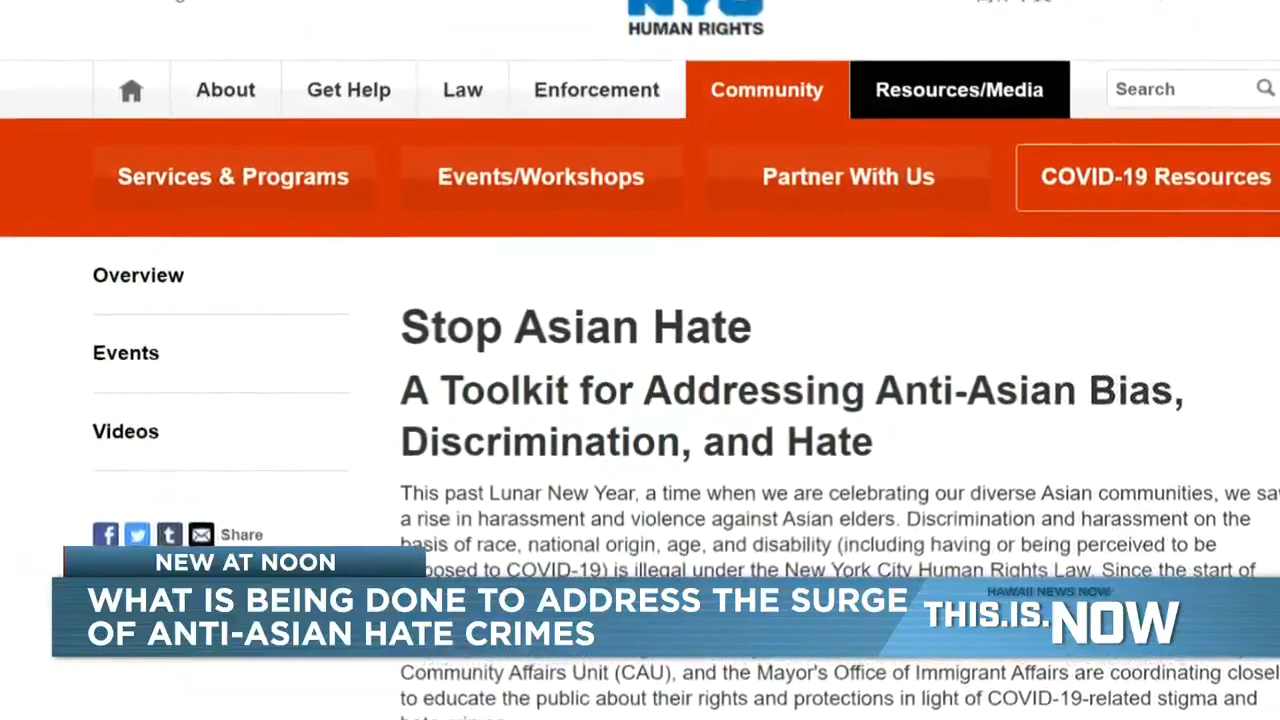 NYC
HUMAN RIGHTS
About Get Help Law Enforcement Community Resources/Media Search
Services & Programs Events/Workshops Partner With Us COVID-19 Resources
Overview
Events
Videos
Share
Stop Asian Hate
A Toolkit for Addressing Anti-Asian Bias,
Discrimination, and Hate
This past Lunar New Year, a time when we are celebrating our diverse Asian communities, we
a rise in harassment and violence against Asian elders. Discrimination and harassment on the
basis of race, national origin, age, and disability (including having or being perceived to be
to COVID-19) is illegal under the New York City Human Rights Law. Since the start of
NEW AT NOON
WHAT IS BEING DONE TO ADDRESS THE SURGE
OF ANTI-ASIAN HATE CRIMES
HAWAII NEWS NOW
THIS.IS.NOW
Community Affairs Unit (CAU), and the Mayor's Office of Immigrant Affairs are coordinating
to educate the public about their rights and protections in light of COVID-19-related stigma and